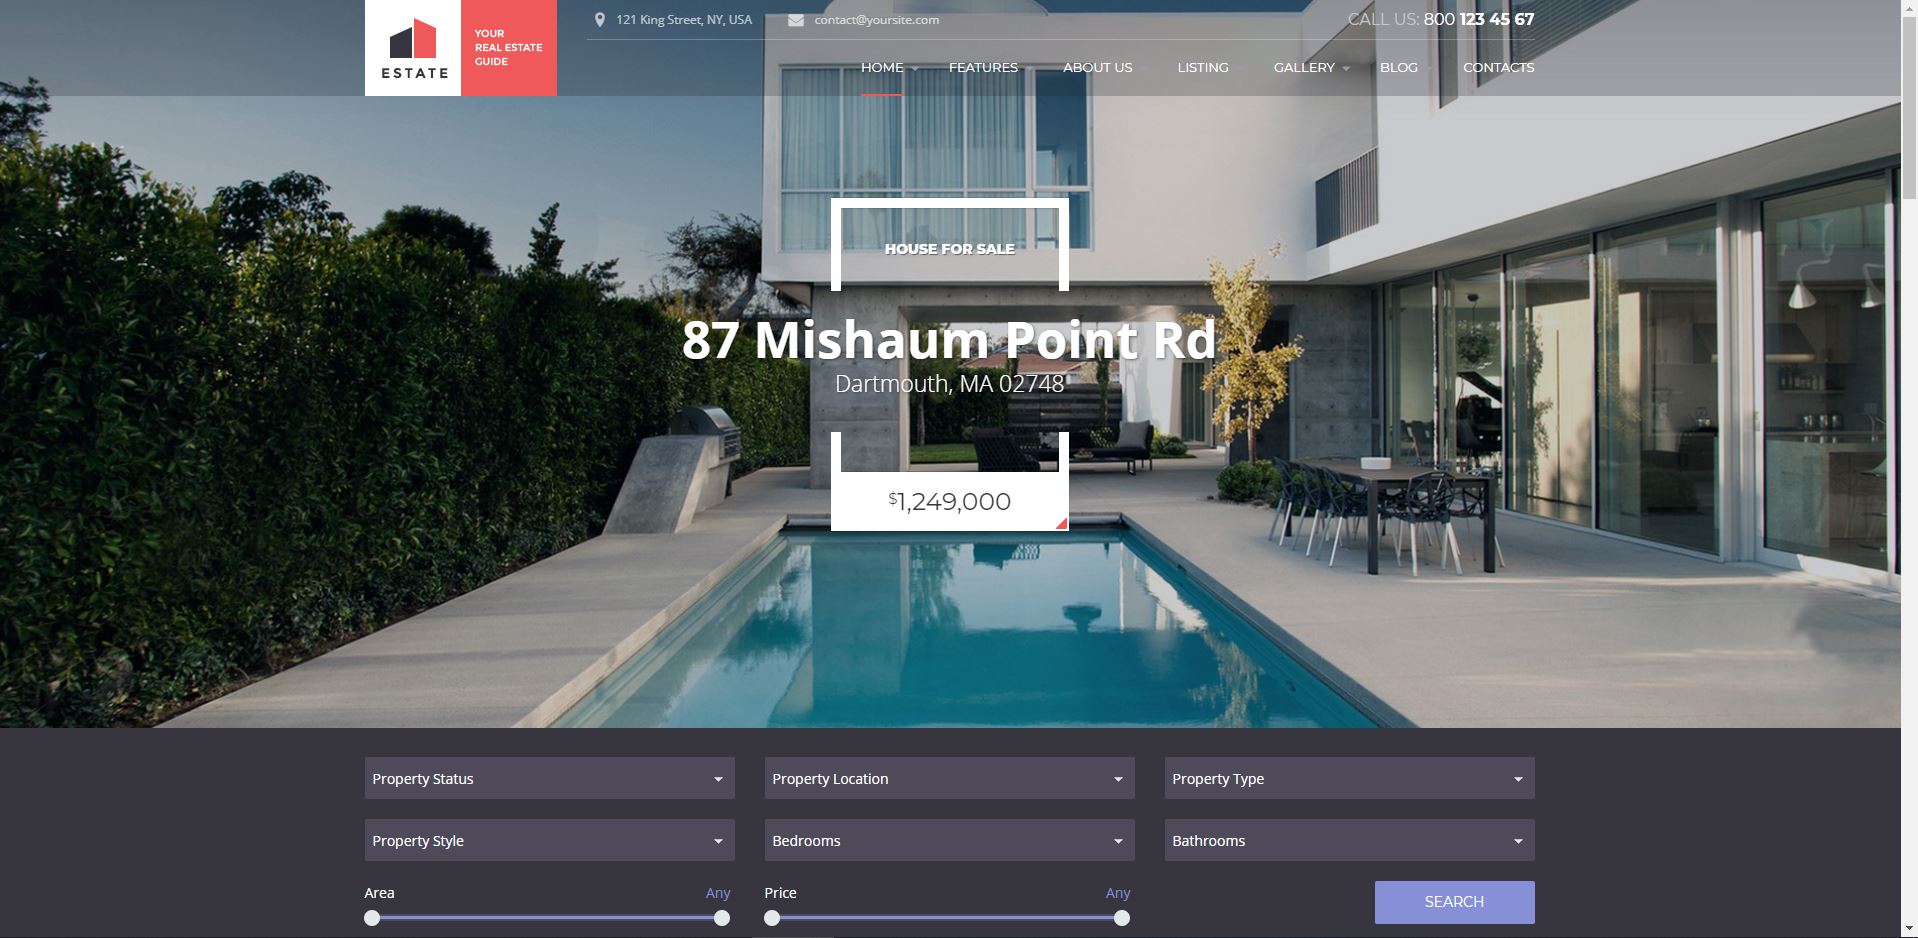 ESTATE
YOUR
REAL ESTATE
GUIDE
121 King Street, NY, USA
contact@yoursite.com
CALL US: 800 123 45 67
HOME
FEATURES
ABOUT US
LISTING
GALLERY
BLOG
CONTACTS
HOUSE FOR SALE
87 Mishaum Point Rd
Dartmouth, MA 02748
$1,249,000
Property Status
Property Location
Property Type
Property Style
Bedrooms
Bathrooms
Area
Any
Price
Any
SEARCH